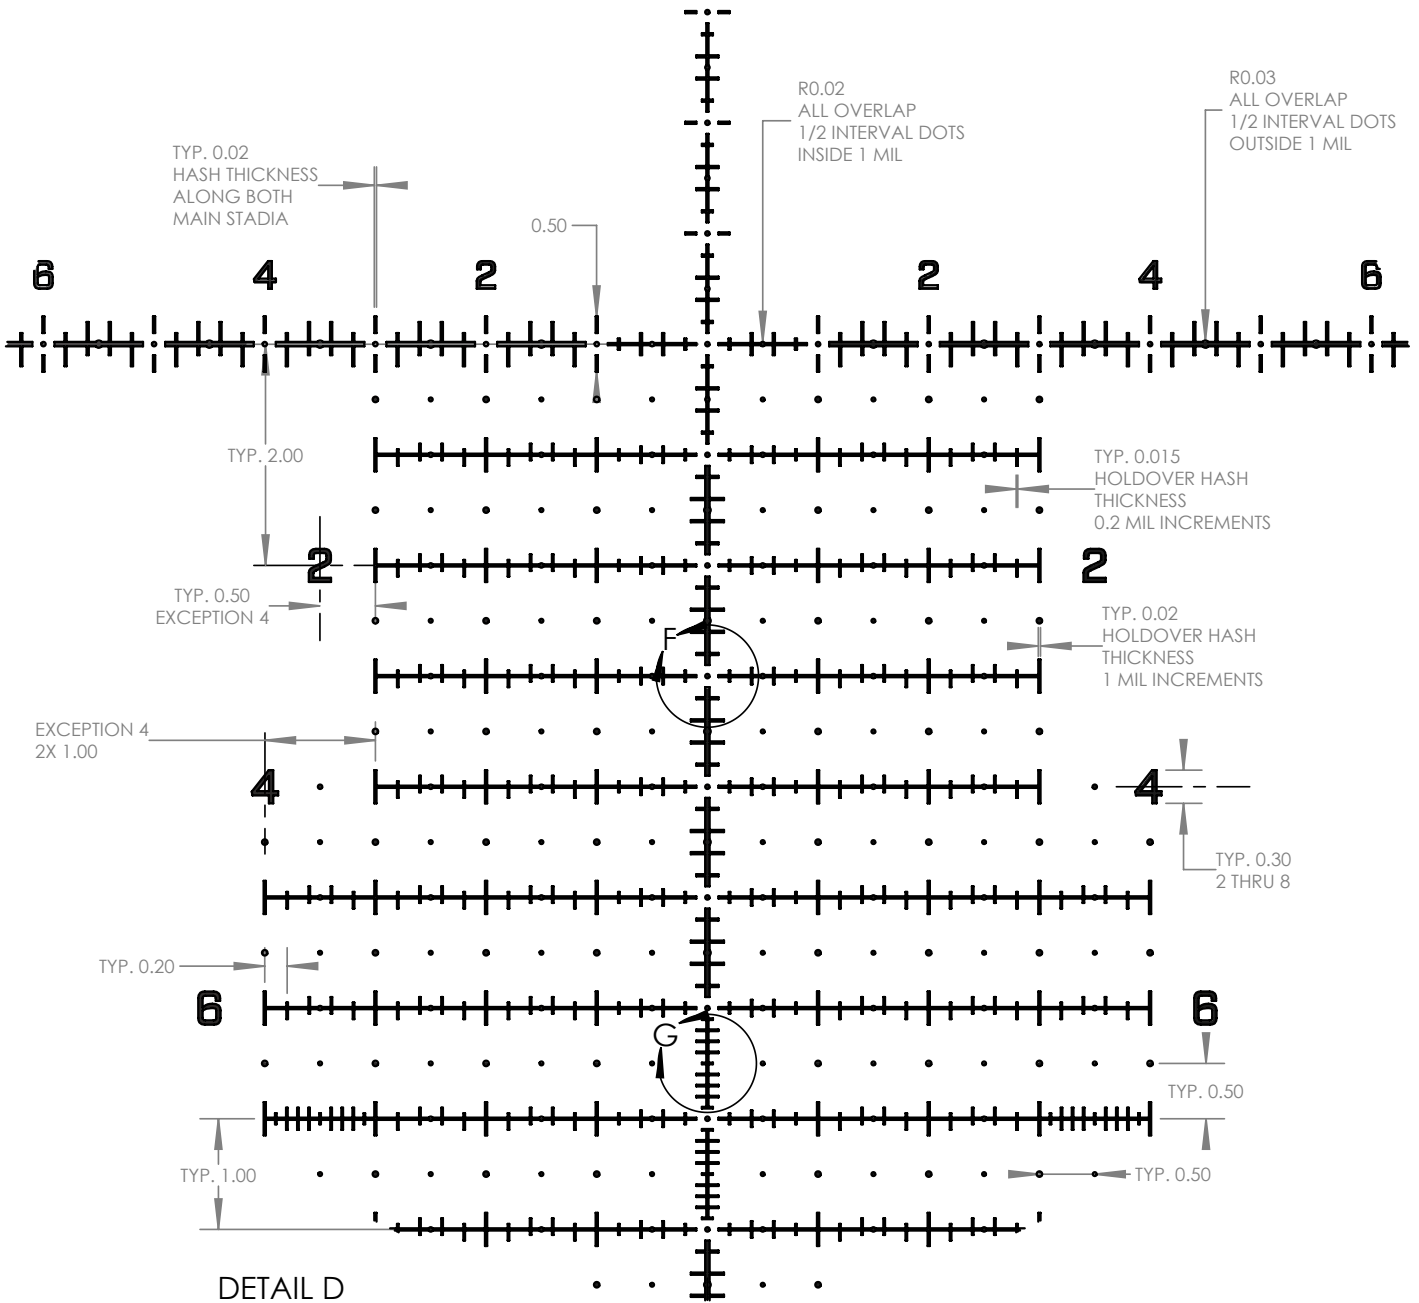 R0.02
ALL OVERLAP
1/2 INTERVAL DOTS
INSIDE 1 MIL
R0.03
ALL OVERLAP
1/2 INTERVAL DOTS
OUTSIDE 1 MIL
TYP. 0.02
HASH THICKNESS
ALONG BOTH
MAIN STADIA
0.50
6 4 2 2 4 6
TYP. 2.00
TYP. 0.015
HOLDOVER HASH
THICKNESS
0.2 MIL INCREMENTS
2 2
TYP. 0.50
EXCEPTION 4
TYP. 0.02
HOLDOVER HASH
THICKNESS
1 MIL INCREMENTS
F
EXCEPTION 4
2X 1.00
4 4
TYP. 0.30
2 THRU 8
TYP. 0.20
6 6
G
TYP. 0.50
TYP. 1.00
TYP. 0.50
DETAIL D